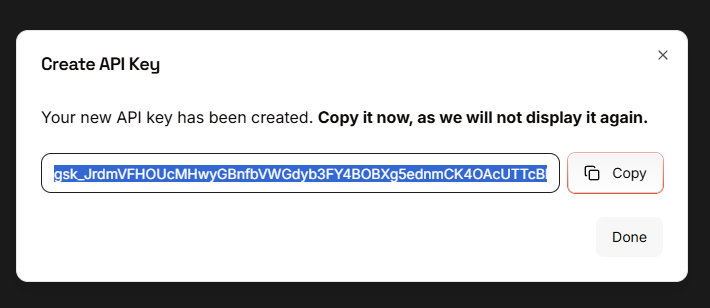 Create API Key
Your new API key has been created. Copy it now, as we will not display it again.
Copy
Done